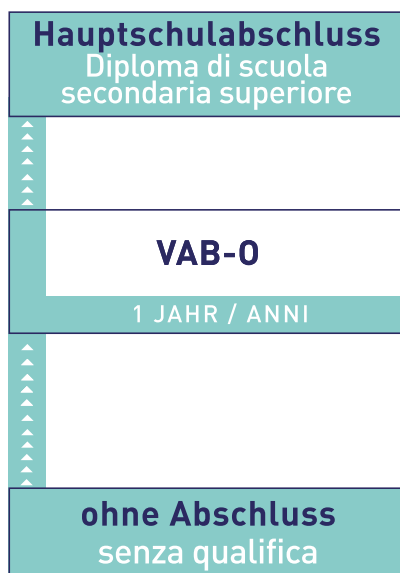 Hauptschulabschluss
Diploma di scuola
secondaria superiore
VAB-O
1 JAHR / ANNI
ohne Abschluss
senza qualifica